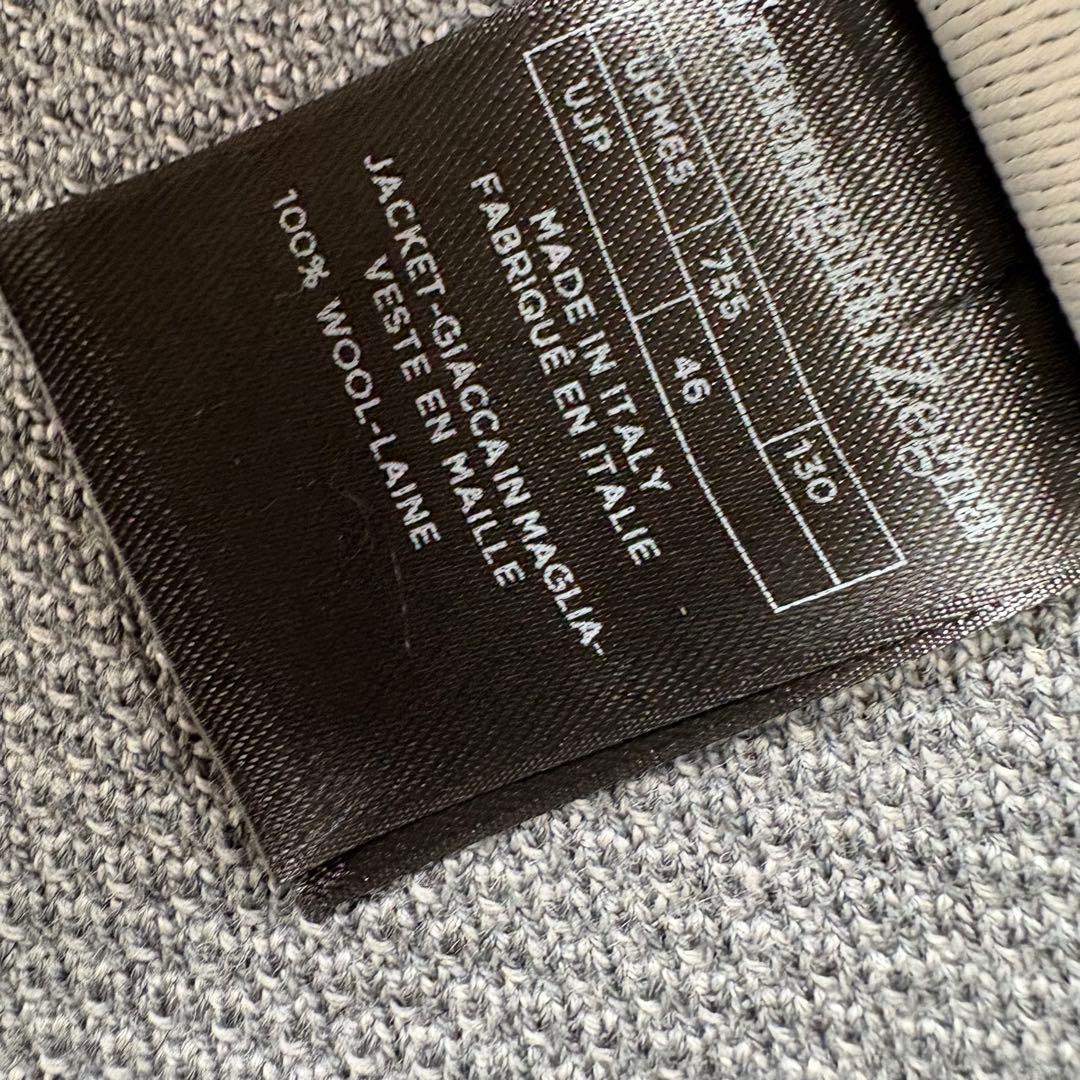 UPM65 755 130
UJP 46
MADE IN ITALY
FABRIQUÉ EN ITALIE
JACKET-GIACCA IN MAGLIA-
VESTE EN MAILLE
100% WOOL-LAINE